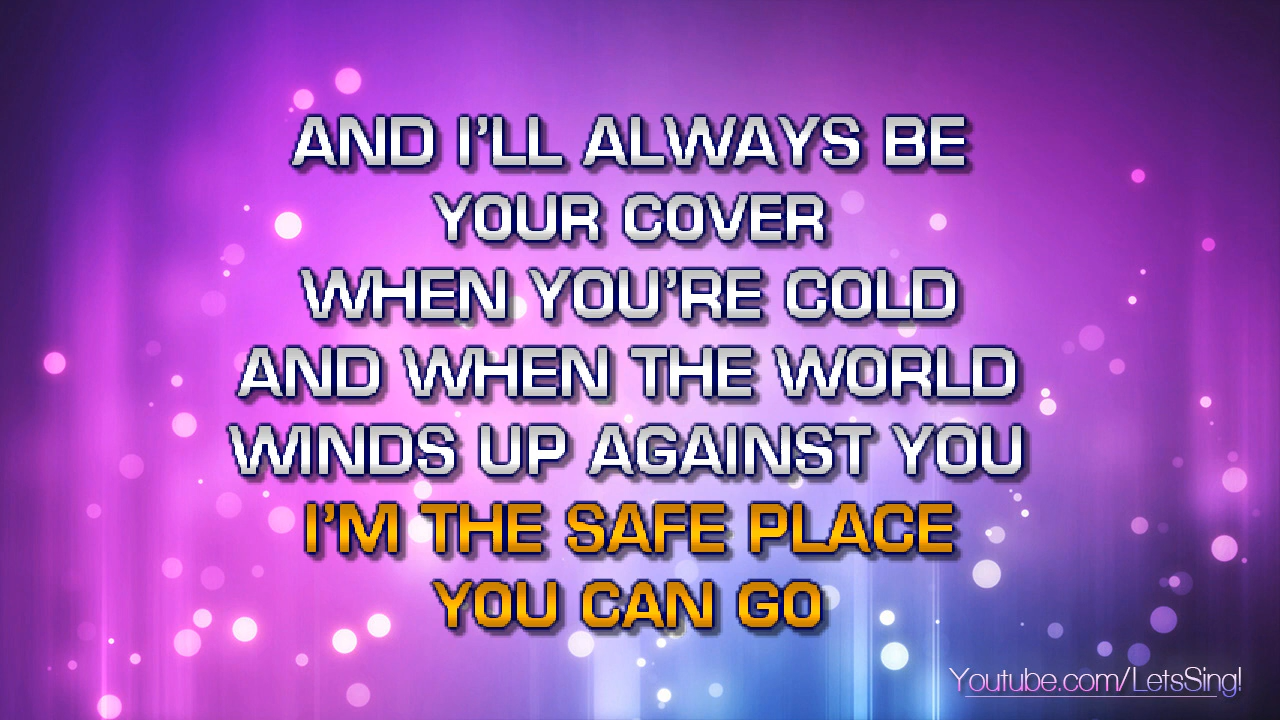 AND I'LL ALWAYS BE
YOUR COVER
WHEN YOU'RE COLD
AND WHEN THE WORLD
WINDS UP AGAINST YOU
I'M THE SAFE PLACE
YOU CAN GO
Youtube.com/LetsSing!